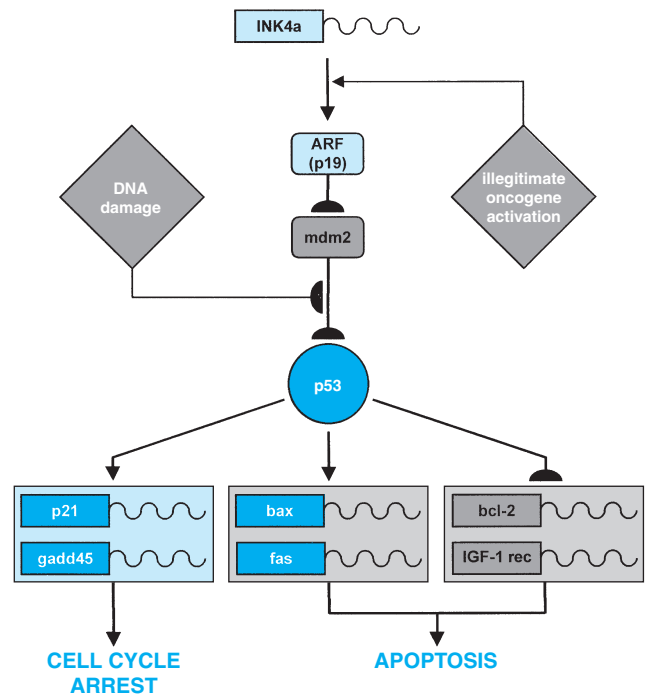 INK4a
ARF
(p19)
DNA
damage
illegitimate
oncogene
activation
mdm2
p53
p21
gadd45
bax
fas
bcl-2
IGF-1 rec
CELL CYCLE
ARREST
APOPTOSIS